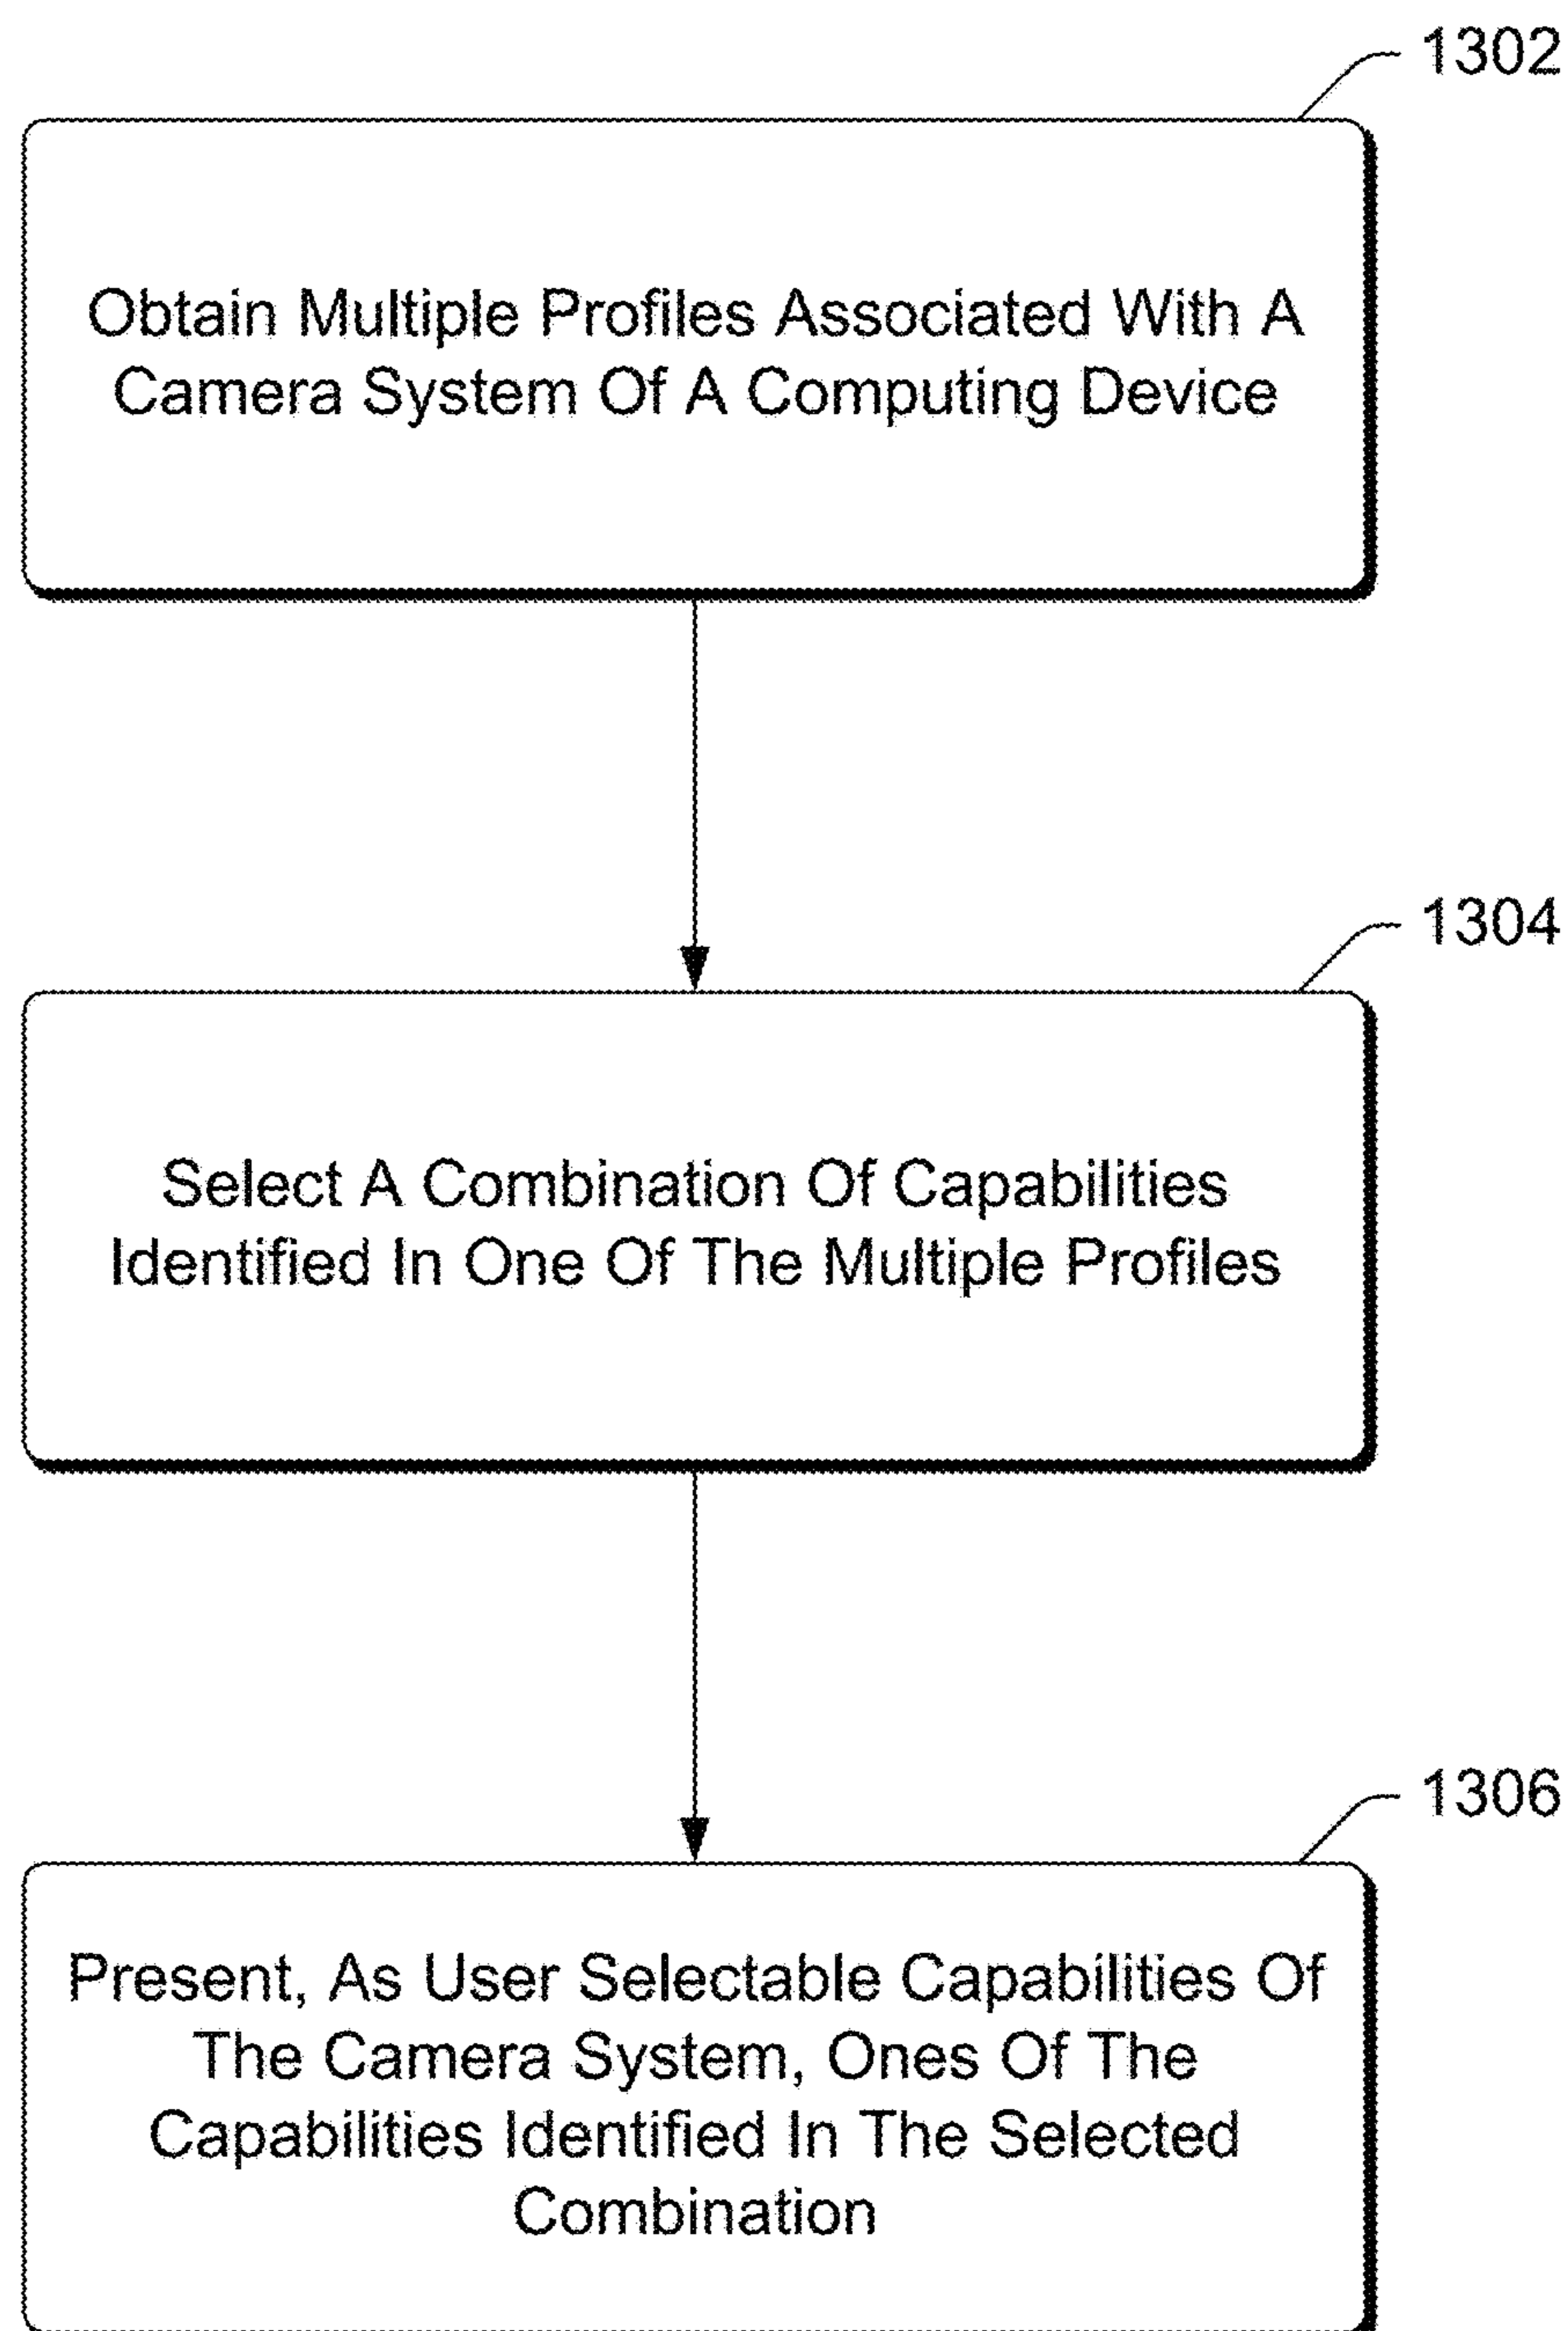 1302
Obtain Multiple Profiles Associated With A
Camera System Of A Computing Device
1304
Select A Combination Of Capabilities
Identified In One Of The Multiple Profiles
1306
Present, As User Selectable Capabilities Of
The Camera System, Ones Of The
Capabilities Identified In The Selected
Combination